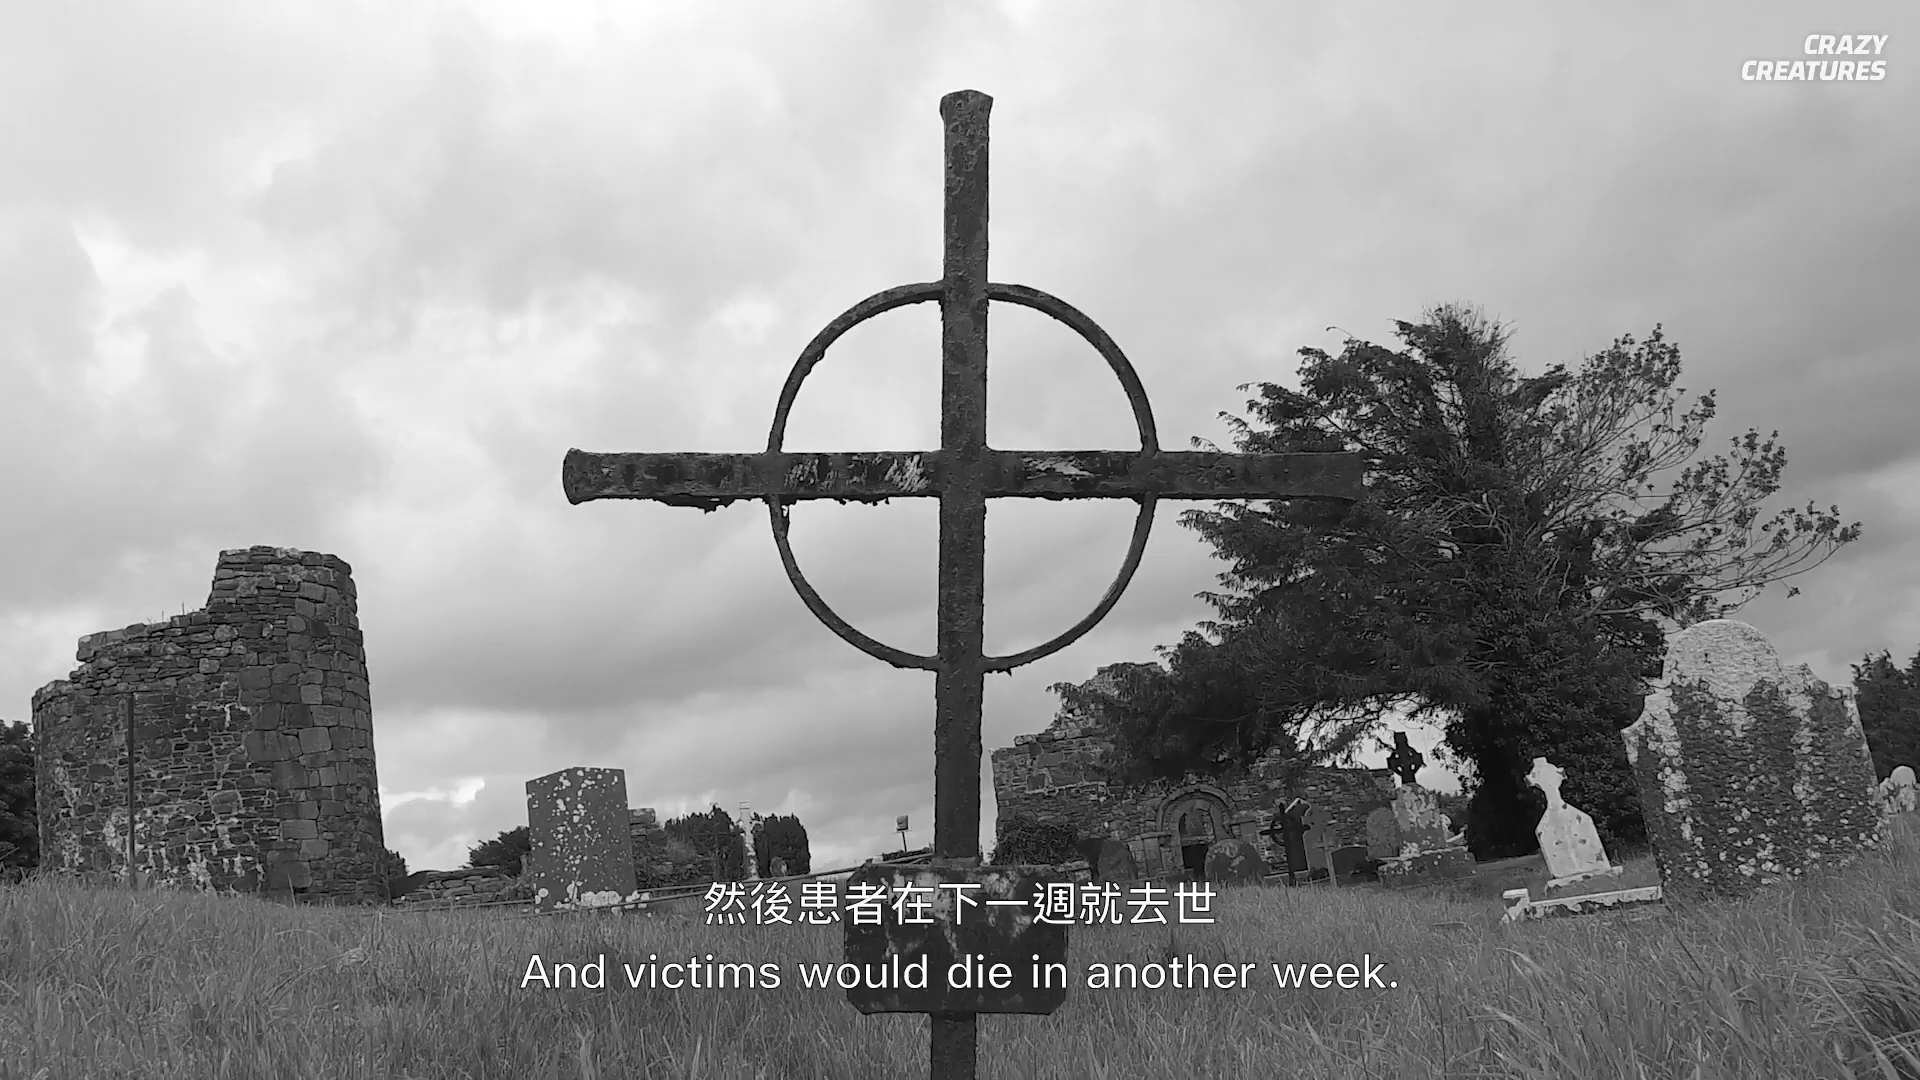 CRAZY
CREATURES
然後患者在下一週就去世
And victims would die in another week.